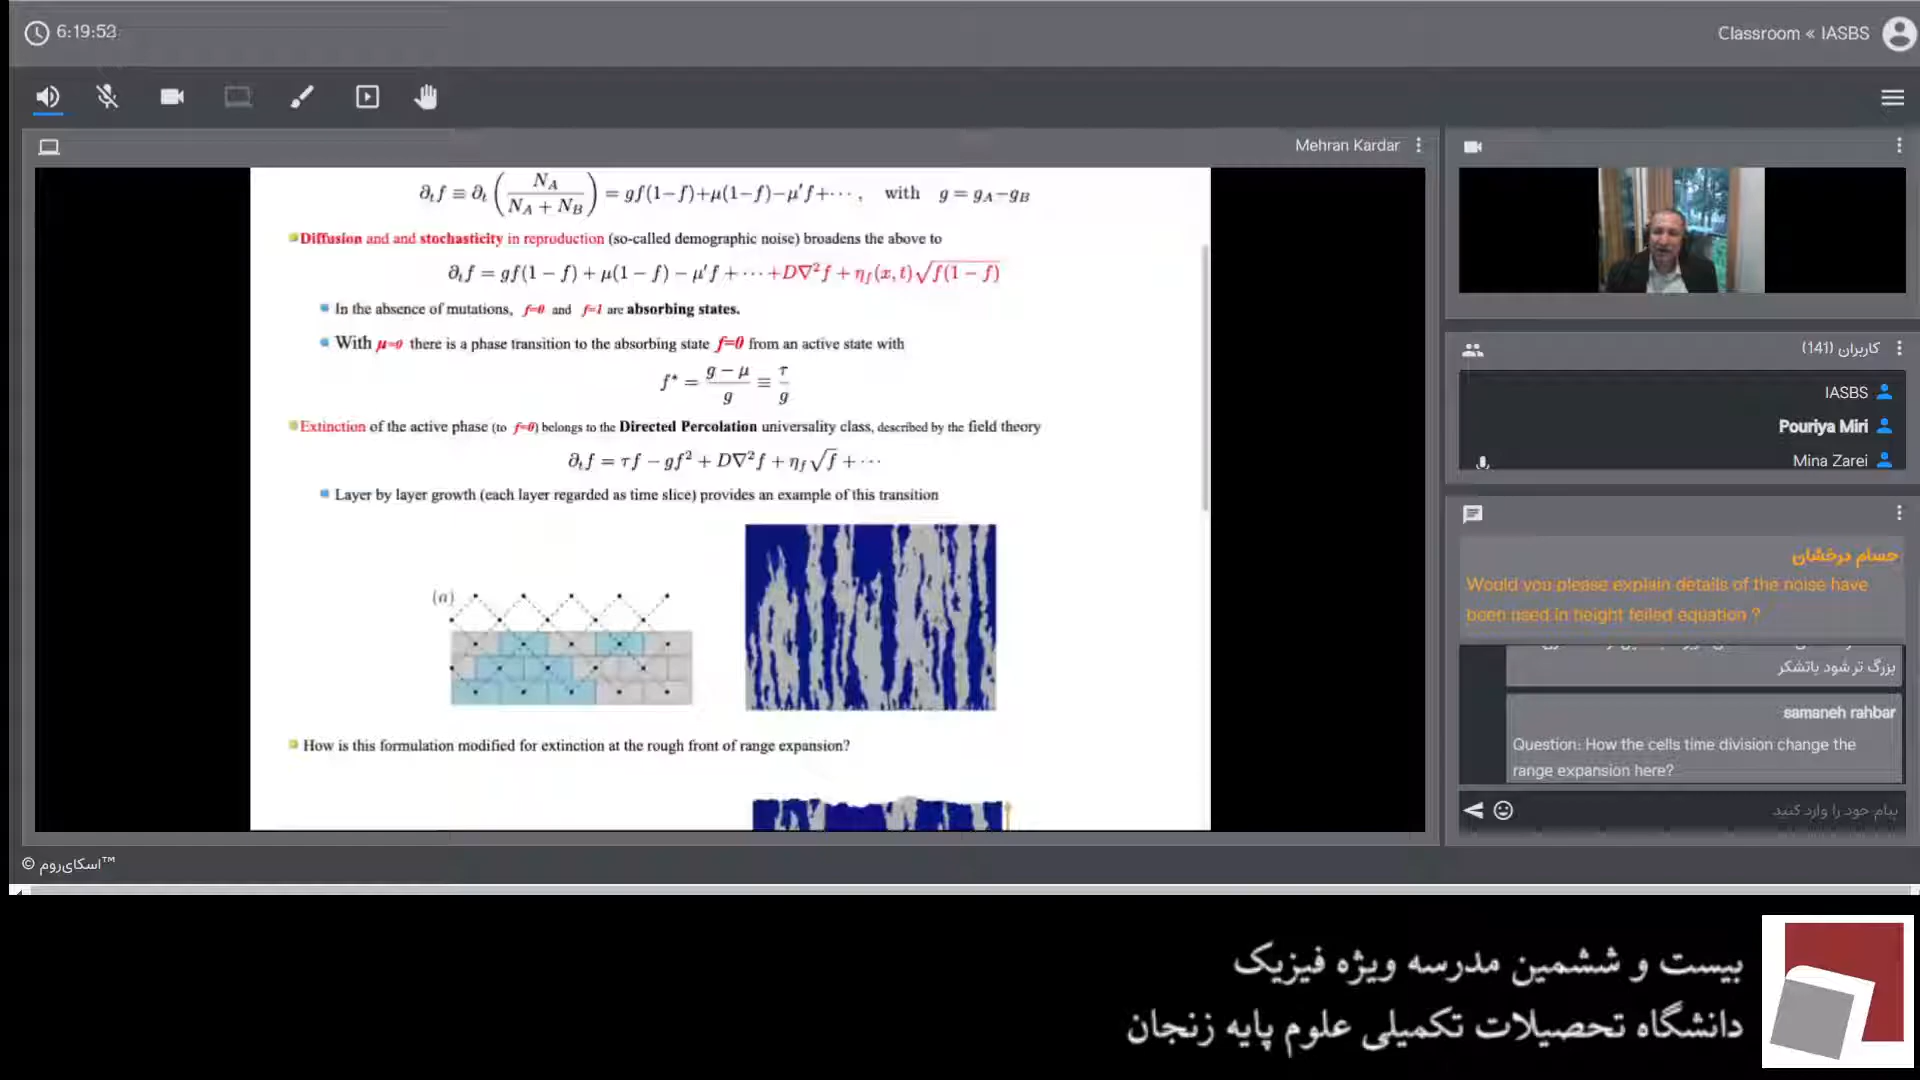 6:19:53
Classroom « IASBS
Mehran Kardar
∂ₜf ≡ ∂ₜ (N_A / (N_A + N_B)) = gf(1−f)+μ(1−f)−μ′f+··· , with g = g_A−g_B
Diffusion and and stochasticity in reproduction (so-called demographic noise) broadens the above to
∂ₜf = gf(1 − f) + μ(1 − f) − μ′f + ··· +D∇²f + η_f(x, t)√f(1 − f)
In the absence of mutations, f=0 and f=1 are absorbing states.
With μ=0 there is a phase transition to the absorbing state f=0 from an active state with
f* = (g − μ)/g ≡ τ/g
Extinction of the active phase (to f=0) belongs to the Directed Percolation universality class, described by the field theory
∂ₜf = τf − gf² + D∇²f + η_f√f + ···
Layer by layer growth (each layer regarded as time slice) provides an example of this transition
(a)
How is this formulation modified for extinction at the rough front of range expansion?
کاربران (141)
IASBS
Pouriya Miri
Mina Zarei
حسام درخشان
Would you please explain details of the noise have
been used in height feiled equation ?
بزرگ تر شود باتشکر
samaneh rahbar
Question: How the cells time division change the
range expansion here?
پیام خود را وارد کنید
© اسکای‌روم™
بیست و ششمین مدرسه ویژه فیزیک
دانشگاه تحصیلات تکمیلی علوم پایه زنجان